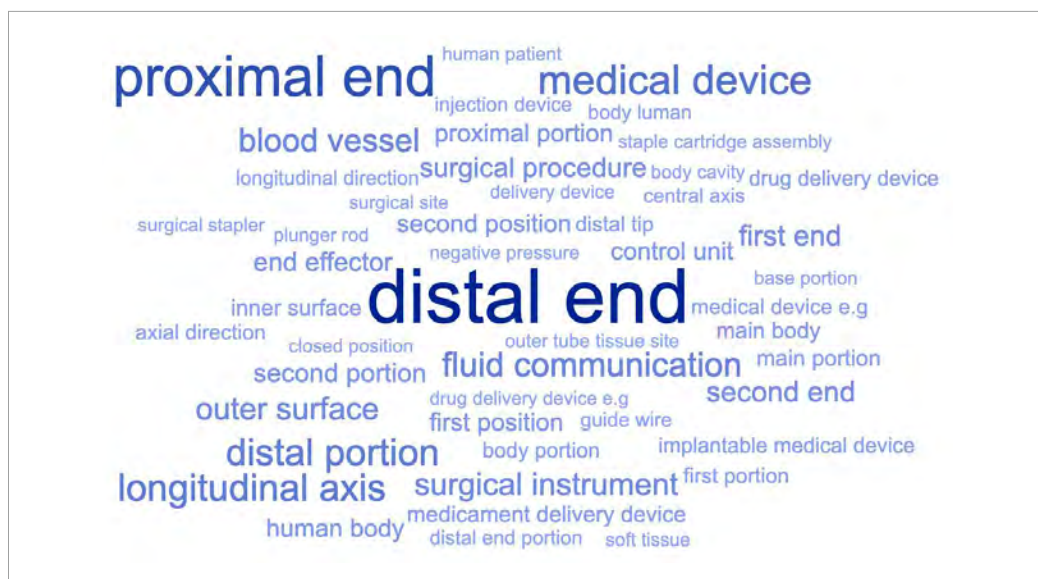 human patient
proximal end
medical device
injection device
body luman
blood vessel
proximal portion
staple cartridge assembly
longitudinal direction
surgical procedure
body cavity
drug delivery device
delivery device
central axis
surgical site
surgical stapler
plunger rod
second position
distal tip
first end
end effector
negative pressure
control unit
base portion
distal end
inner surface
medical device e.g
axial direction
main body
closed position
outer tube tissue site
second portion
fluid communication
main portion
drug delivery device e.g
second end
outer surface
first position
guide wire
distal portion
body portion
implantable medical device
longitudinal axis
surgical instrument
first portion
human body
medicament delivery device
distal end portion
soft tissue